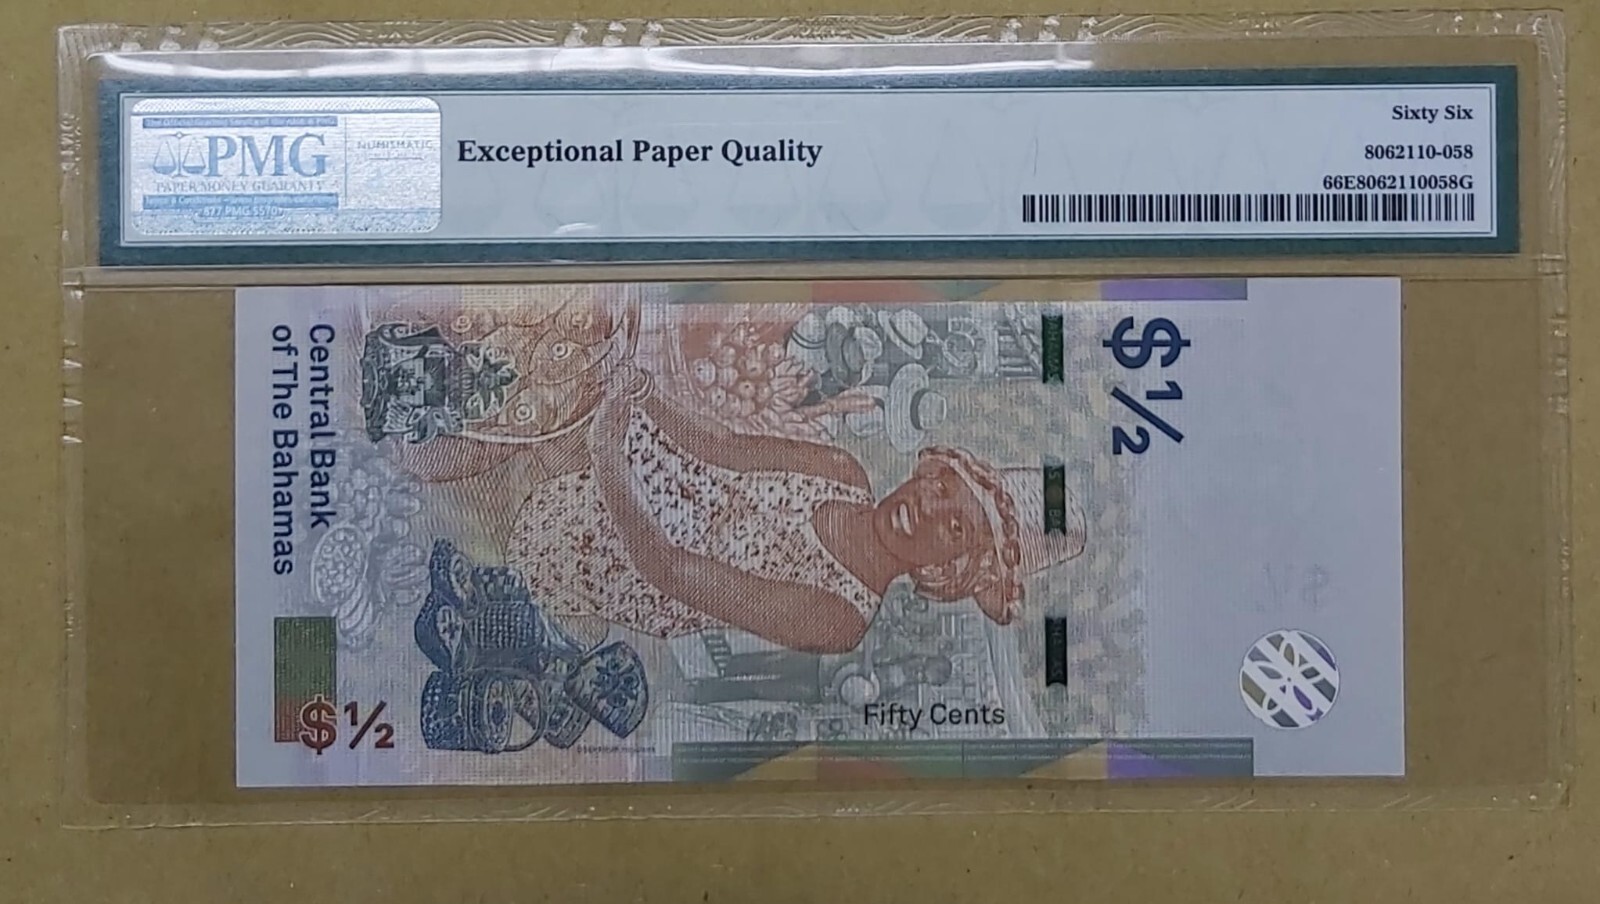 PMG
PAPER MONEY GUARANTY
NUMISMATIC
Exceptional Paper Quality
Sixty Six
8062110-058
66E8062110058G
Central Bank
of The Bahamas
$½
$½
Fifty Cents